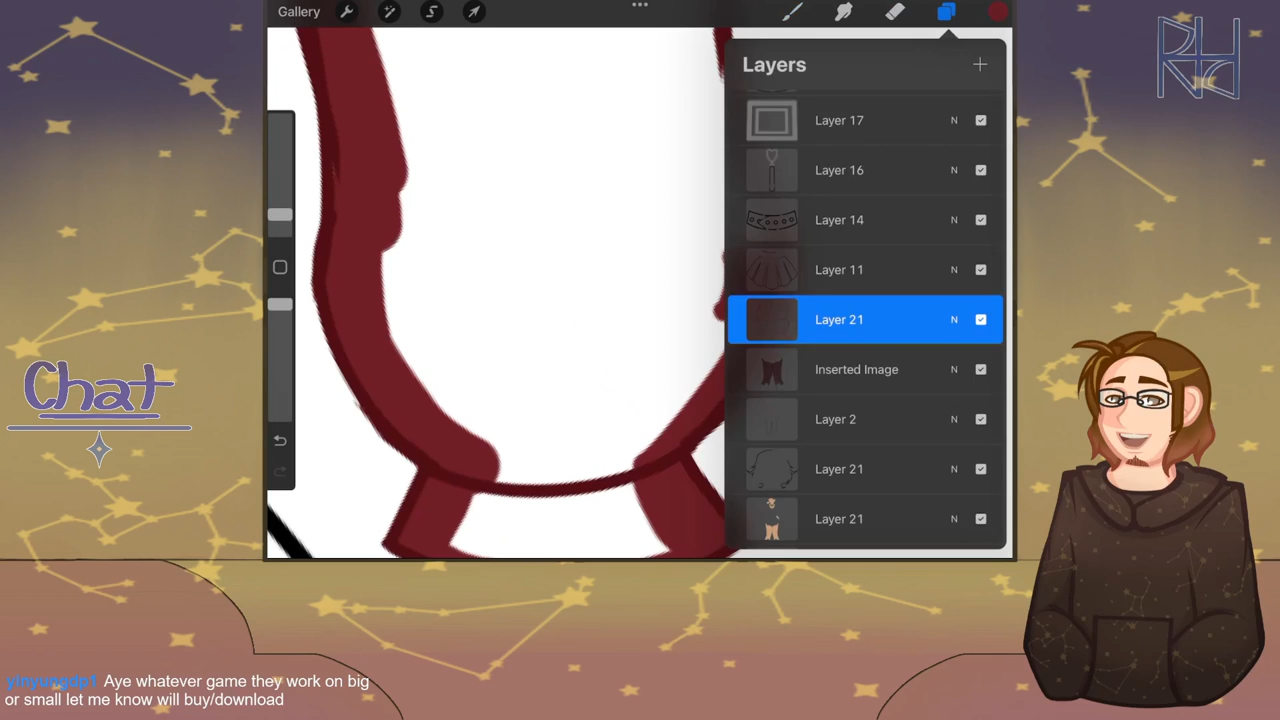 Gallery
Layers
Layer 17 N
Layer 16 N
Layer 14 N
Layer 11 N
Layer 21 N
Inserted Image N
Layer 2 N
Layer 21 N
Layer 21 N
Chat
yinyungdp1 Aye whatever game they work on big
or small let me know will buy/download